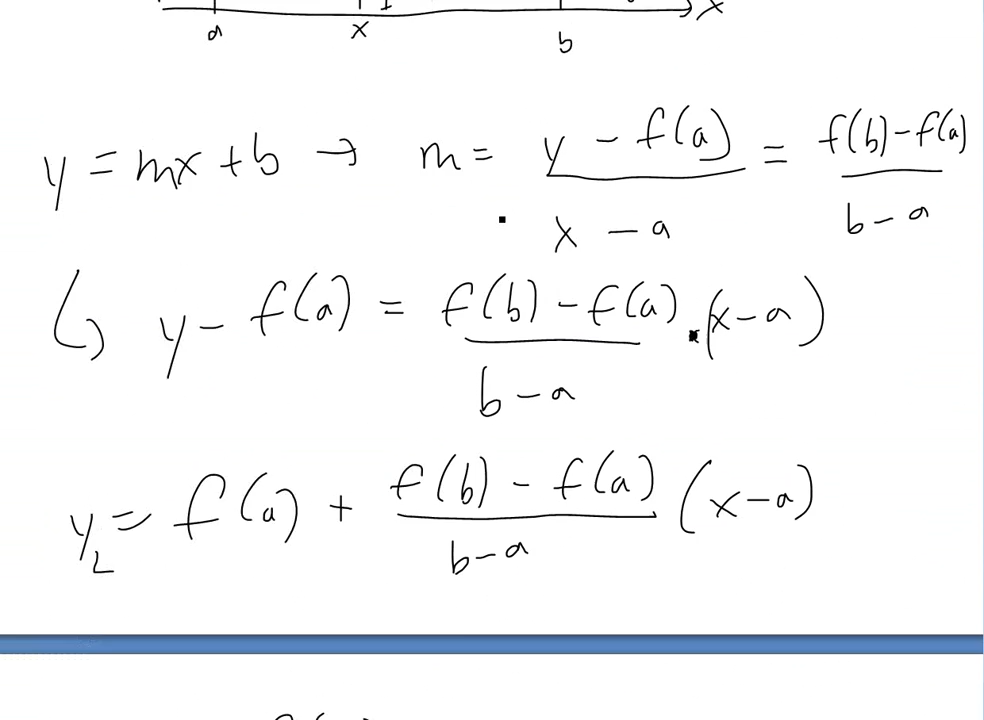 a x b x
y = mx + b → m = (y - f(a))/(x - a) = (f(b) - f(a))/(b - a)
↳ y - f(a) = (f(b) - f(a))/(b - a) · (x - a)
y_L = f(a) + (f(b) - f(a))/(b - a) (x - a)